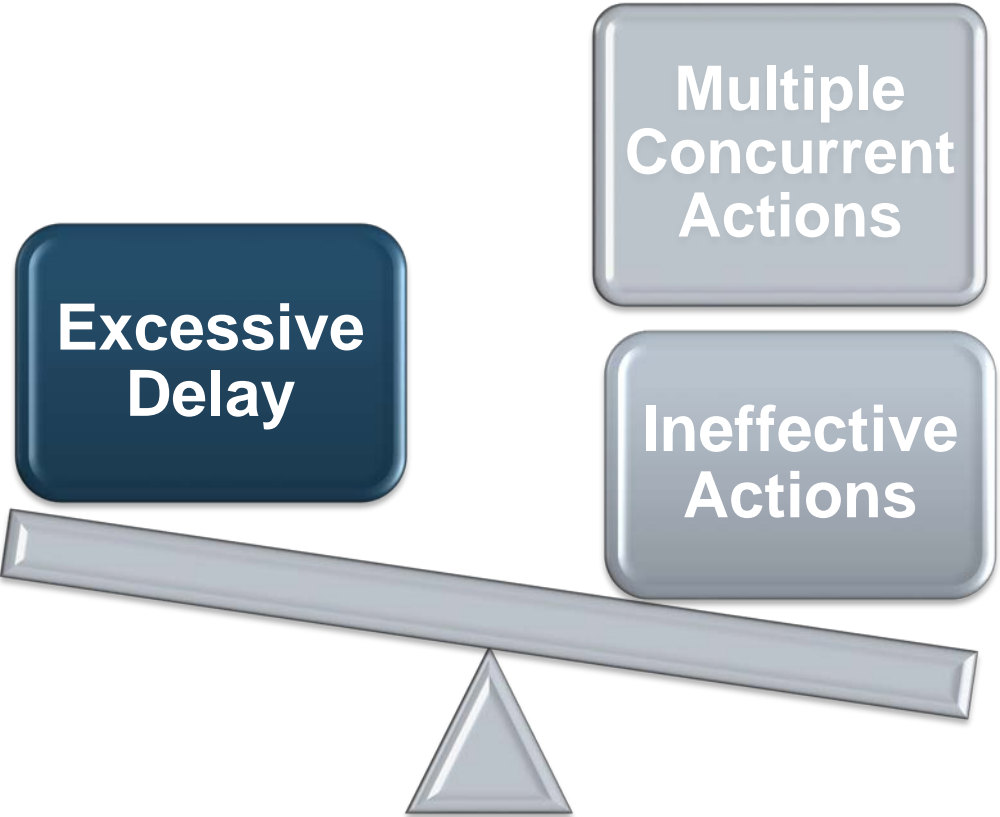 Multiple
Concurrent
Actions
Excessive
Delay
Ineffective
Actions